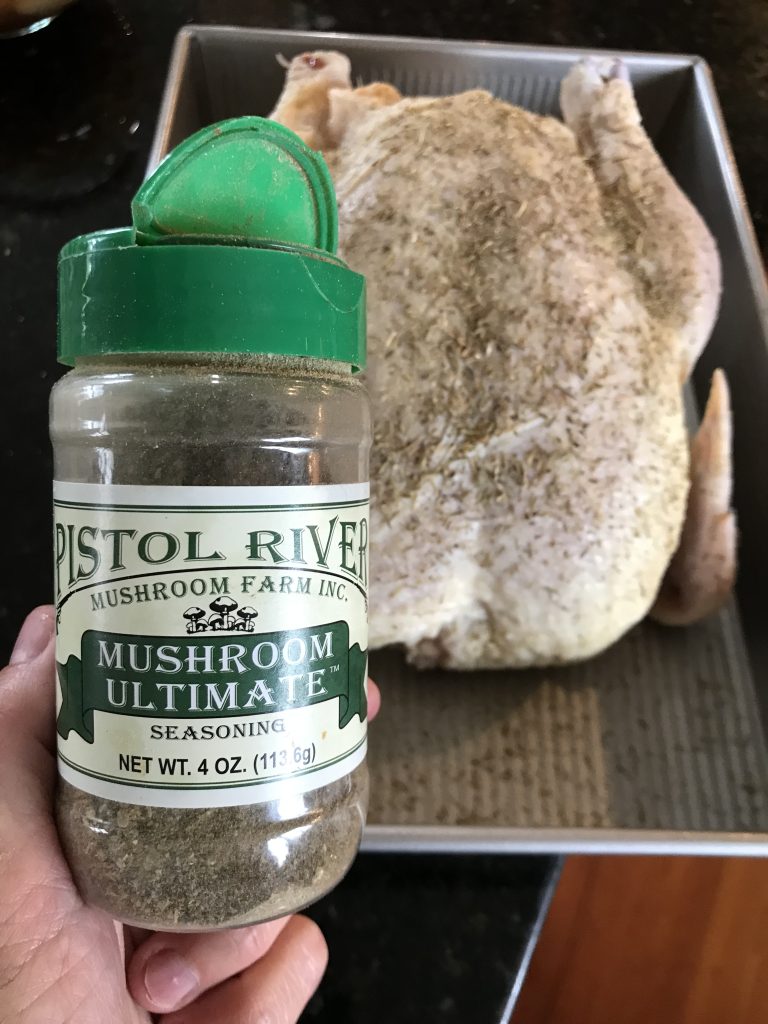 PISTOL RIVER
MUSHROOM FARM INC.
MUSHROOM
ULTIMATE™
SEASONING
NET WT. 4 OZ. (113.6g)